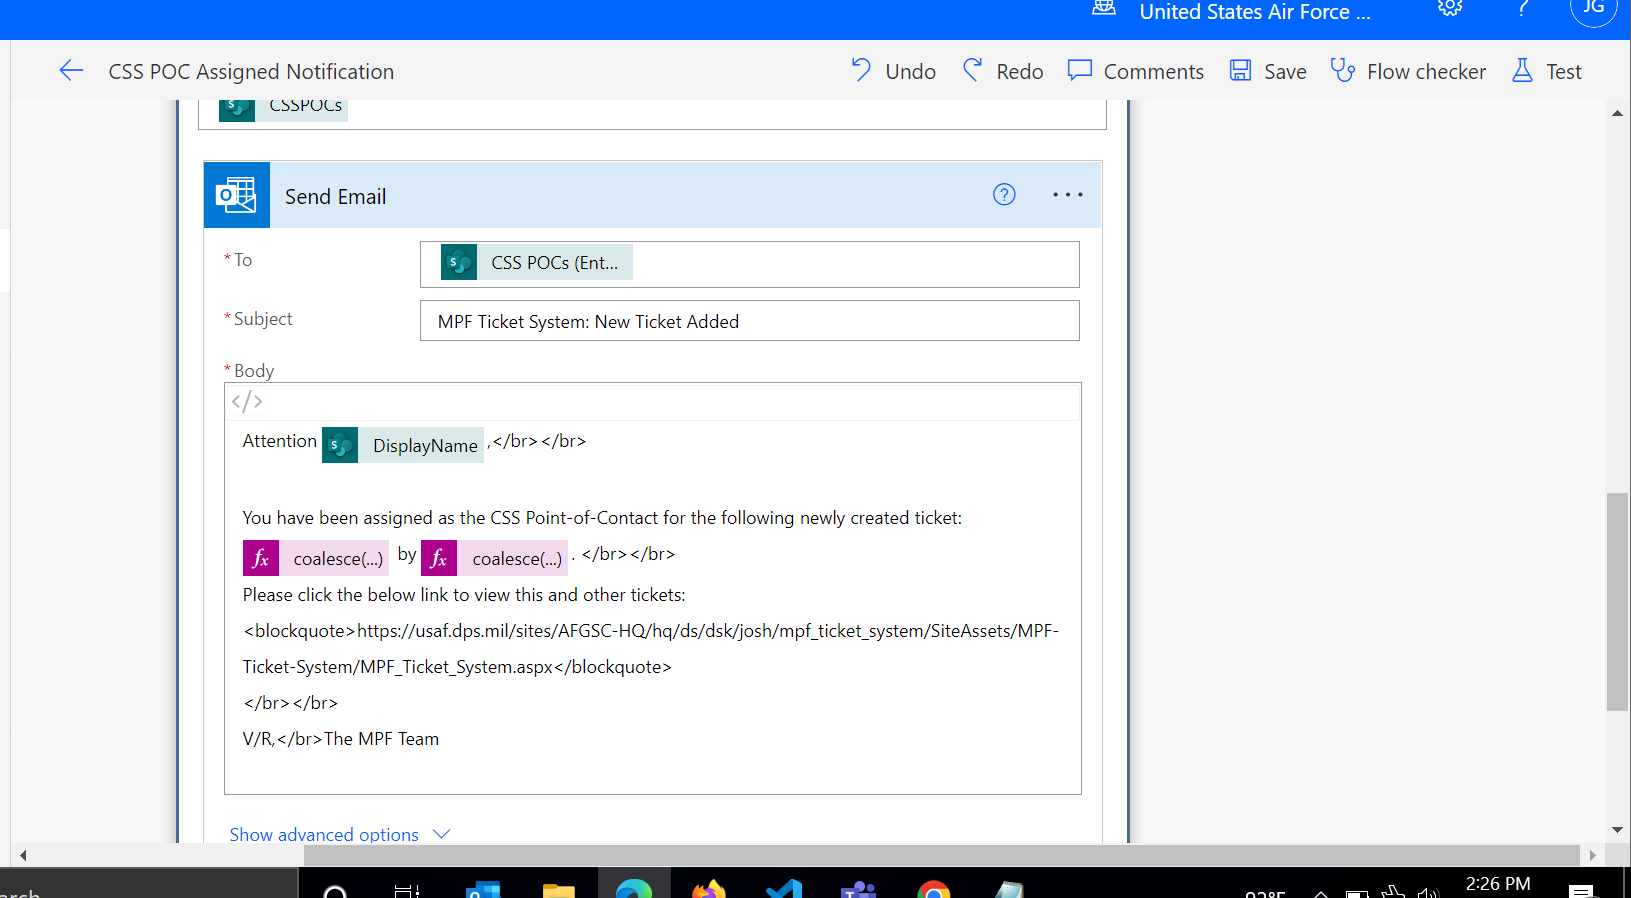 United States Air Force ...
? JG
CSS POC Assigned Notification
Undo Redo Comments Save Flow checker Test
S CSSPOCs
Send Email
? ...
* To
S CSS POCs (Ent...
* Subject
MPF Ticket System: New Ticket Added
* Body
</>
Attention S DisplayName ,</br></br>
You have been assigned as the CSS Point-of-Contact for the following newly created ticket:
fx coalesce(...) by fx coalesce(...) . </br></br>
Please click the below link to view this and other tickets:
<blockquote>https://usaf.dps.mil/sites/AFGSC-HQ/hq/ds/dsk/josh/mpf_ticket_system/SiteAssets/MPF-
Ticket-System/MPF_Ticket_System.aspx</blockquote>
</br></br>
V/R,</br>The MPF Team
Show advanced options
2:26 PM